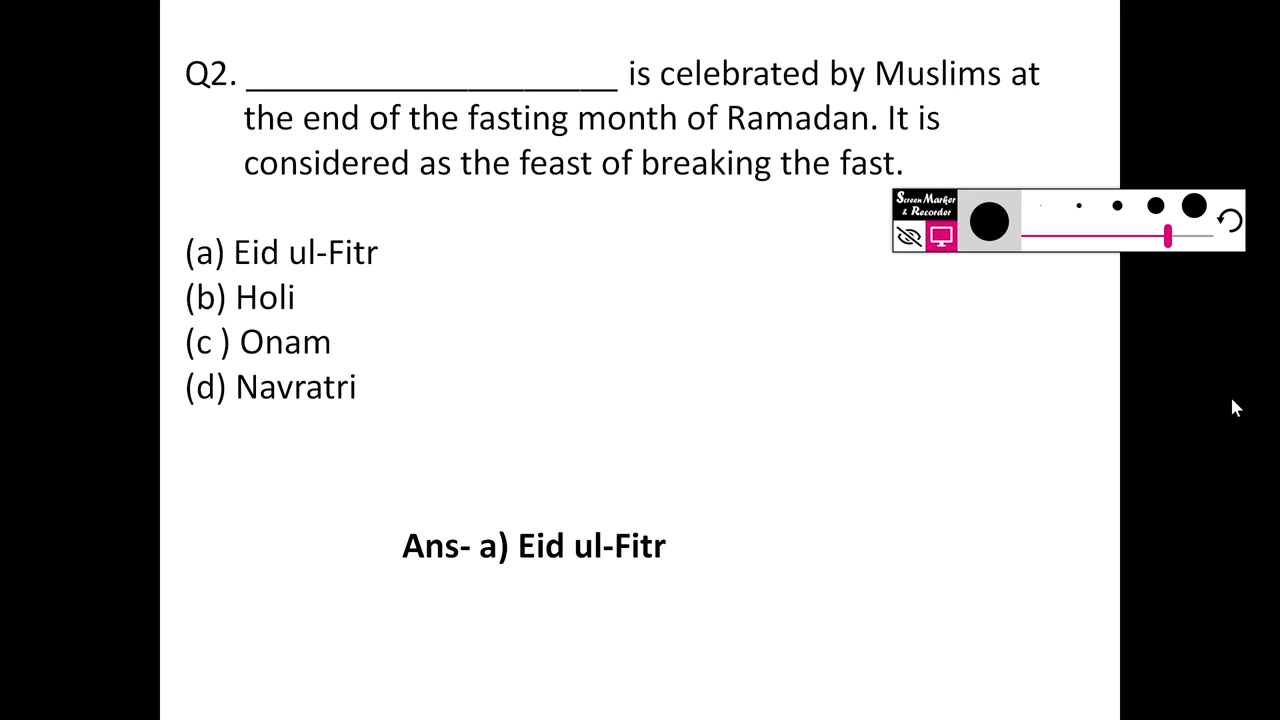 Q2. ____________________ is celebrated by Muslims at
the end of the fasting month of Ramadan. It is
considered as the feast of breaking the fast.
Screen Marker
& Recorder
(a) Eid ul-Fitr
(b) Holi
(c ) Onam
(d) Navratri
Ans- a) Eid ul-Fitr